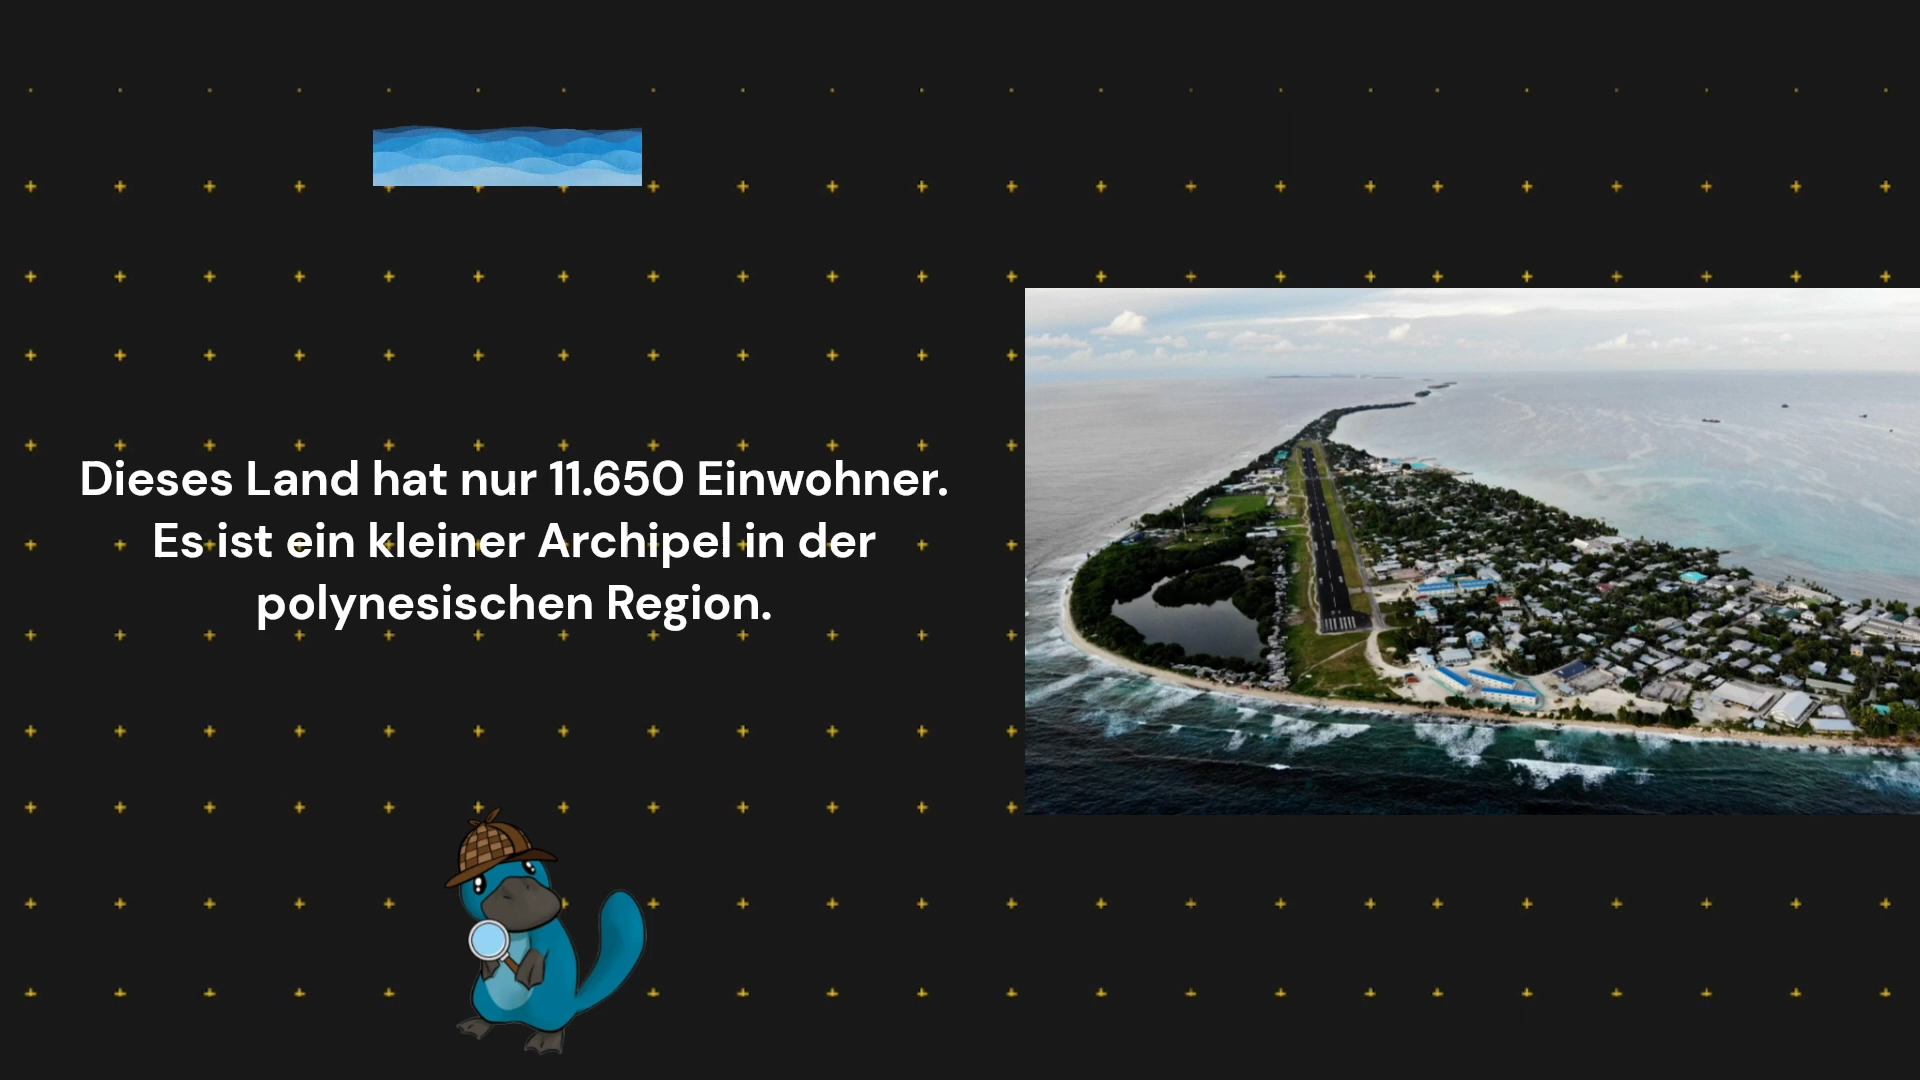 Dieses Land hat nur 11.650 Einwohner.
Es ist ein kleiner Archipel in der
polynesischen Region.